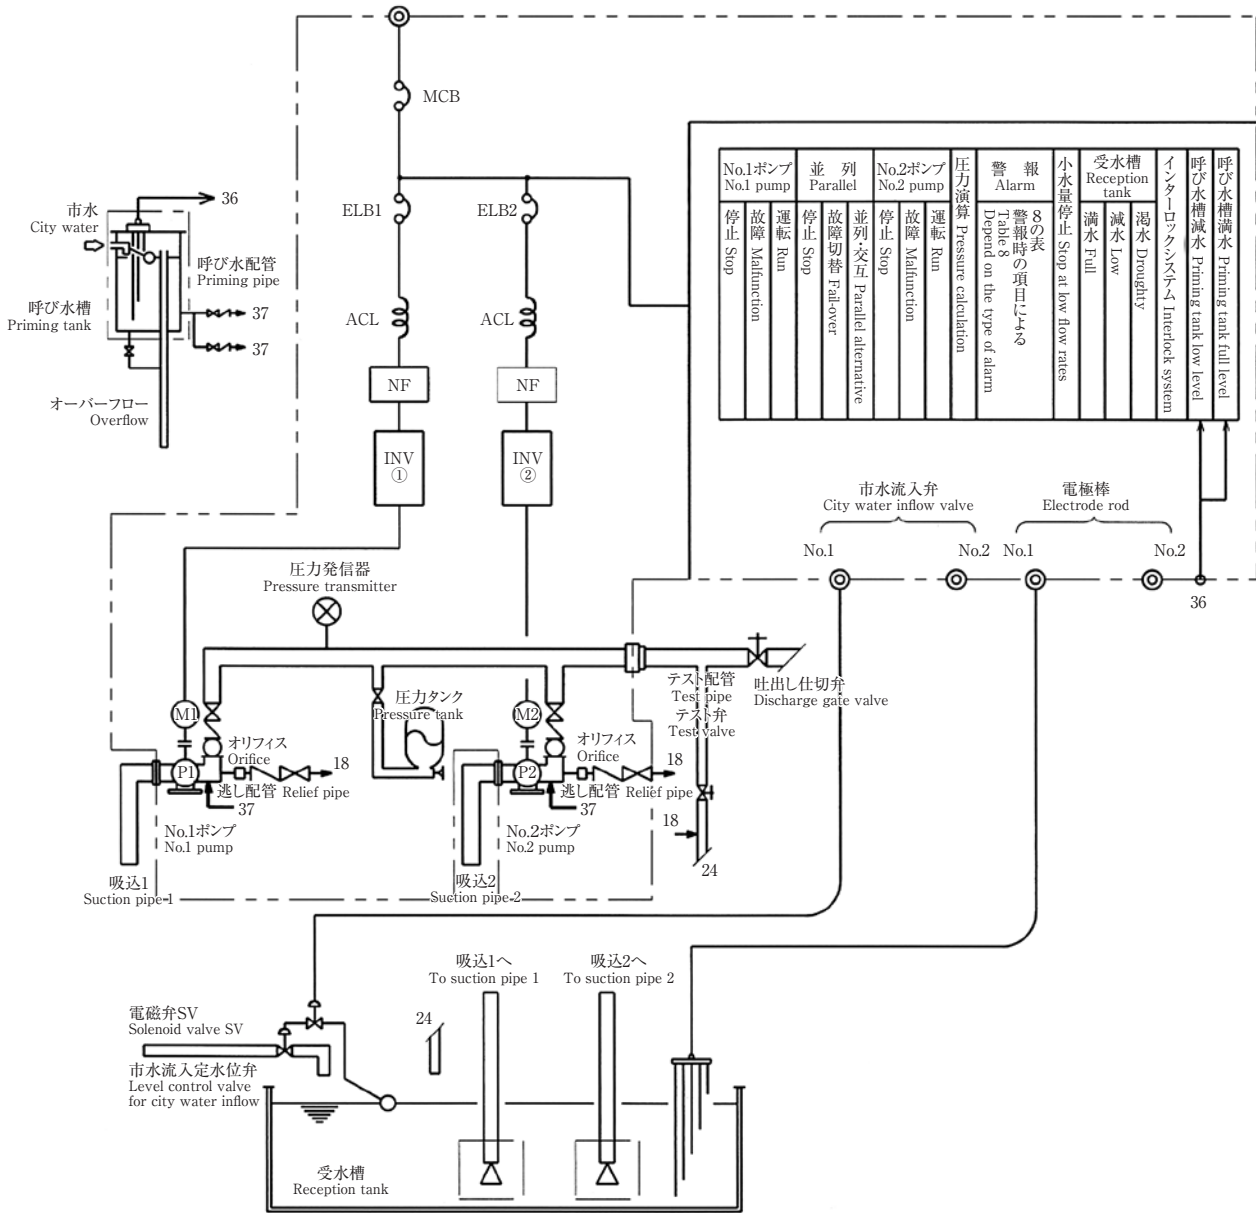 MCB
ELB1
ELB2
ACL
ACL
NF
NF
INV
①
INV
②
36
市水
City water
呼び水配管
Priming pipe
呼び水槽
Priming tank
37
37
オーバーフロー
Overflow
No.1ポンプ
No.1 pump
並 列
Parallel
No.2ポンプ
No.2 pump
圧力演算 Pressure calculation
警 報
Alarm
小水量停止 Stop at low flow rates
受水槽
Reception
tank
インターロックシステム Interlock system
呼び水槽減水 Priming tank low level
呼び水槽満水 Priming tank full level
停止 Stop
故障 Malfunction
運転 Run
停止 Stop
故障切替 Fail-over
並列・交互 Parallel alternative
停止 Stop
故障 Malfunction
運転 Run
8の表
警報時の項目による
Table 8
Depend on the type of alarm
満水 Full
減水 Low
渇水 Droughty
市水流入弁
City water inflow valve
電極棒
Electrode rod
No.1
No.2
No.1
No.2
36
圧力発信器
Pressure transmitter
M1
M2
P1
P2
圧力タンク
Pressure tank
オリフィス
Orifice
18
逃し配管 Relief pipe
37
No.1ポンプ
No.1 pump
吸込1
Suction pipe 1
オリフィス
Orifice
18
逃し配管 Relief pipe
37
No.2ポンプ
No.2 pump
吸込2
Suction pipe 2
テスト配管
Test pipe
テスト弁
Test valve
吐出し仕切弁
Discharge gate valve
18
24
吸込1へ
To suction pipe 1
吸込2へ
To suction pipe 2
24
電磁弁SV
Solenoid valve SV
市水流入定水位弁
Level control valve
for city water inflow
受水槽
Reception tank